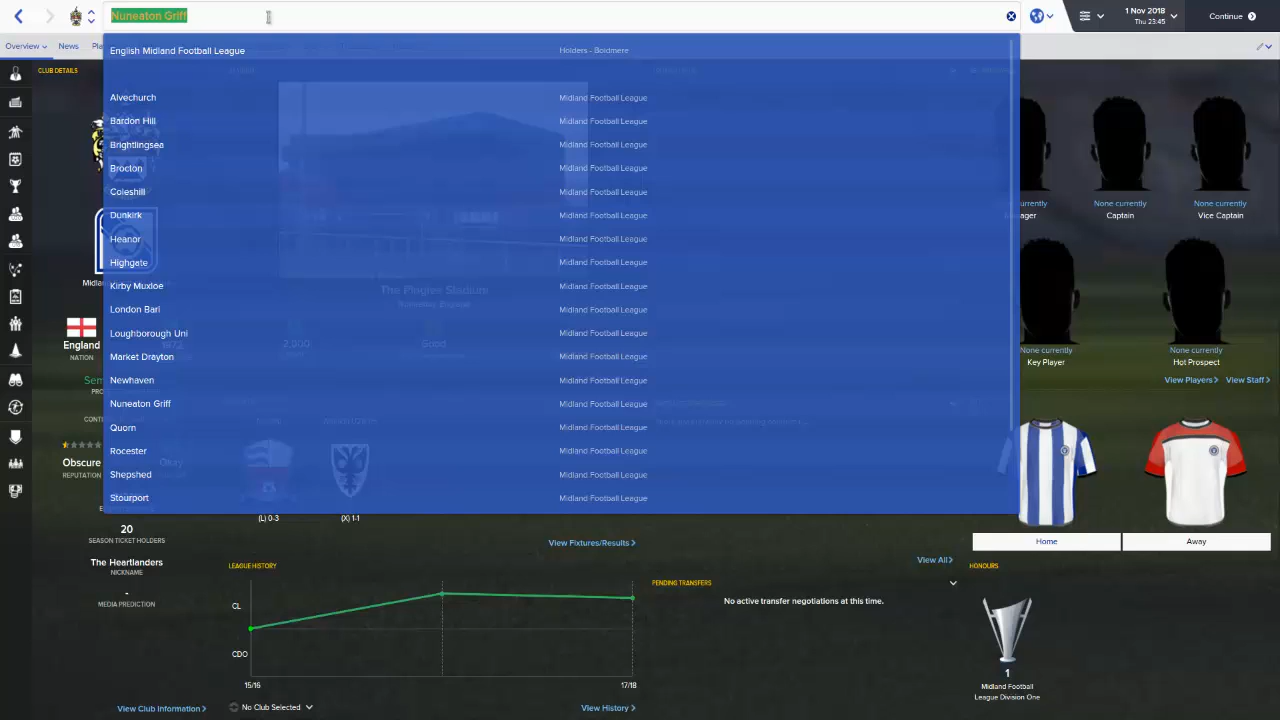 Nuneaton Griff
1 Nov 2018
Thu 23:45
Continue
Overview
News
English Midland Football League Holders - Boldmere
CLUB DETAILS
Alvechurch Midland Football League
Bardon Hill Midland Football League
Brightlingsea Midland Football League
Brocton Midland Football League
Coleshill Midland Football League
Dunkirk Midland Football League
Heanor Midland Football League
Highgate Midland Football League
Kirby Muxloe Midland Football League
London Bari Midland Football League
Loughborough Uni Midland Football League
Market Drayton Midland Football League
Newhaven Midland Football League
Nuneaton Griff Midland Football League
Quorn Midland Football League
Rocester Midland Football League
Shepshed Midland Football League
Stourport Midland Football League
The Pingles Stadium
2,000
Good
England
NATION
1972
Obscure
REPUTATION
Okay
(L) 0-3
(X) 1-1
20
SEASON TICKET HOLDERS
The Heartlanders
NICKNAME
-
MEDIA PREDICTION
View Club Information
View Fixtures/Results
LEAGUE HISTORY
CL
CDO
15/16
17/18
No Club Selected
View History
View All
PENDING TRANSFERS
No active transfer negotiations at this time.
None currently
Captain
None currently
Vice Captain
None currently
Key Player
None currently
Hot Prospect
View Players
View Staff
Home
Away
HONOURS
1
Midland Football
League Division One